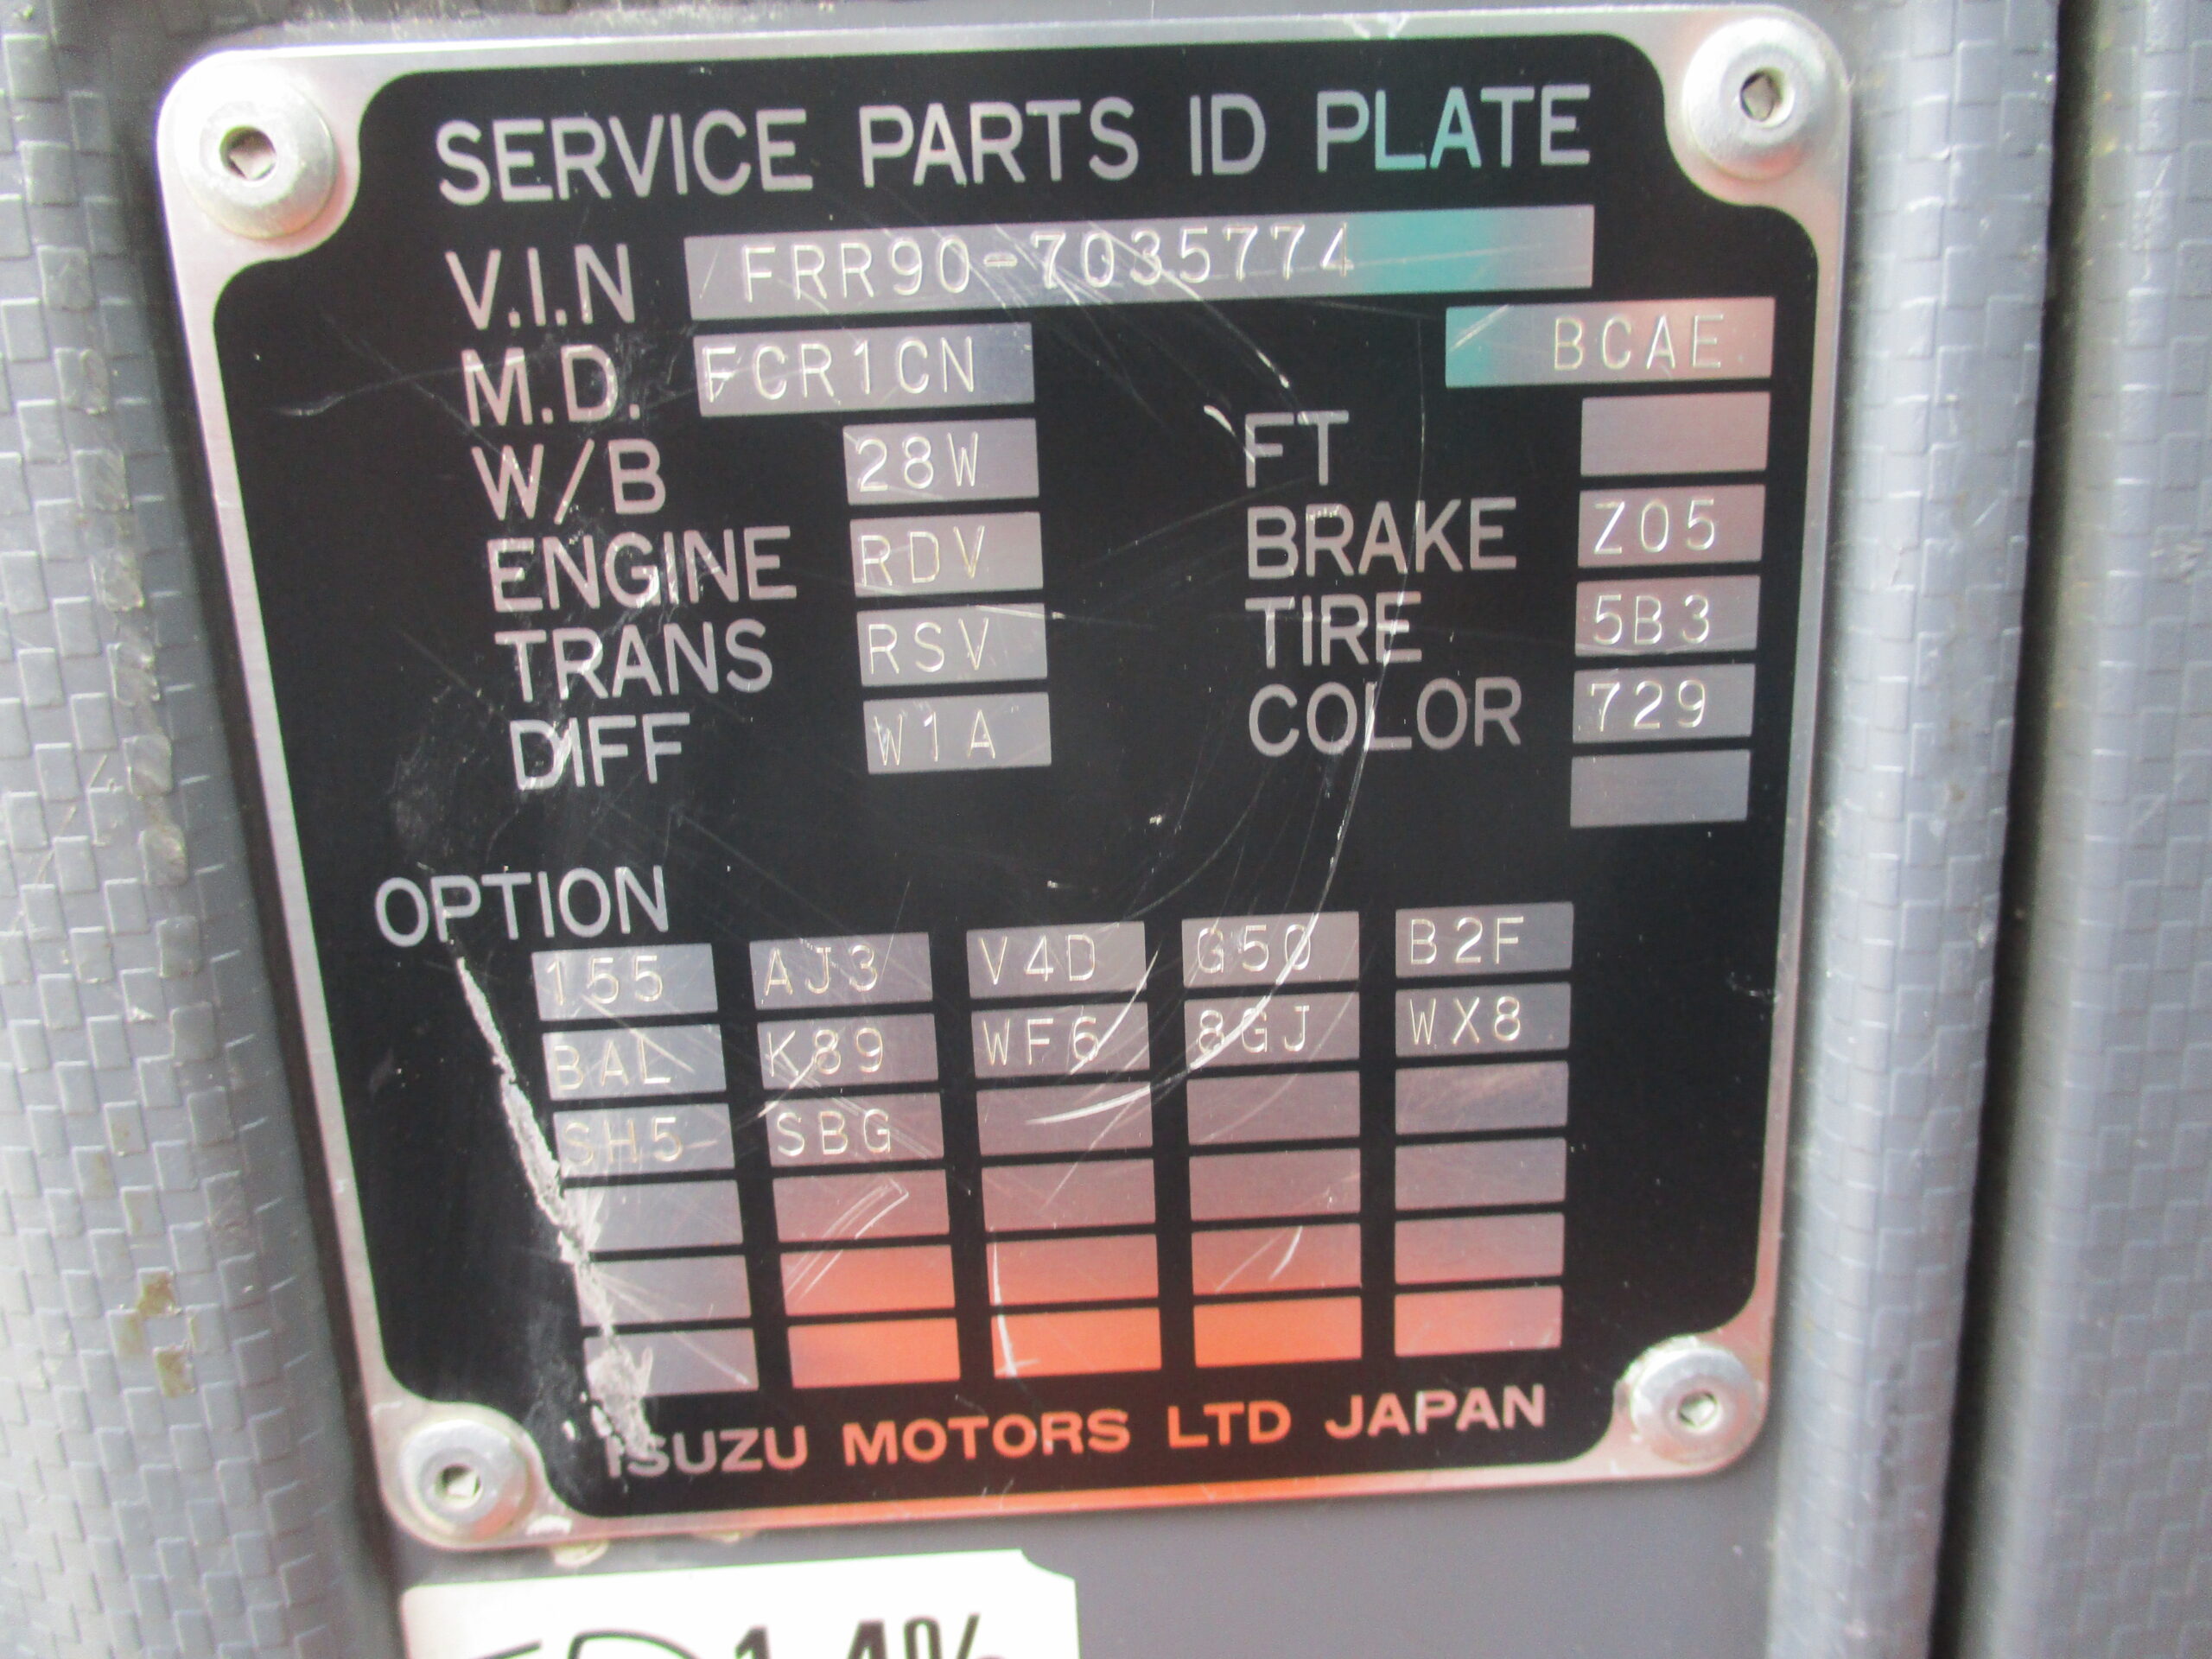 SERVICE PARTS ID PLATE
V.I.N FRR90-7035774
M.D. FCR1CN BCAE
W/B 28W FT
ENGINE RDV BRAKE Z05
TRANS RSV TIRE 5B3
DIFF W1A COLOR 729
OPTION
155 AJ3 V4D G50 B2F
BAL K89 WF6 8GJ WX8
SH5 SBG
ISUZU MOTORS LTD JAPAN
1.4%